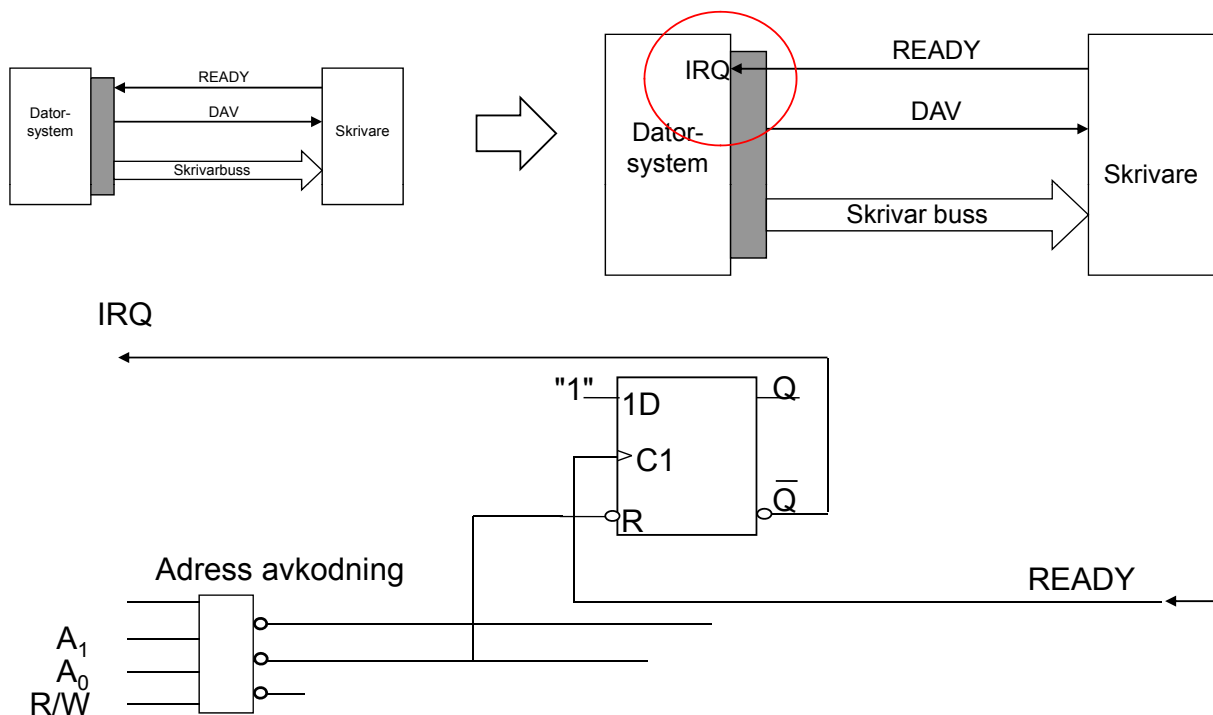 READY
Dator-
system
DAV
Skrivare
Skrivarbuss
IRQ
READY
DAV
Dator-
system
Skrivare
Skrivar buss
IRQ
"1"
1D
Q
C1
Q̅
R
Adress avkodning
READY
A₁
A₀
R/W